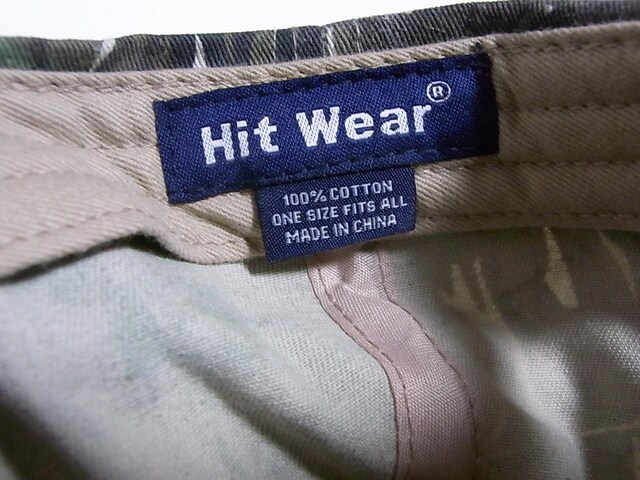 Hit Wear®
100% COTTON
ONE SIZE FITS ALL
MADE IN CHINA